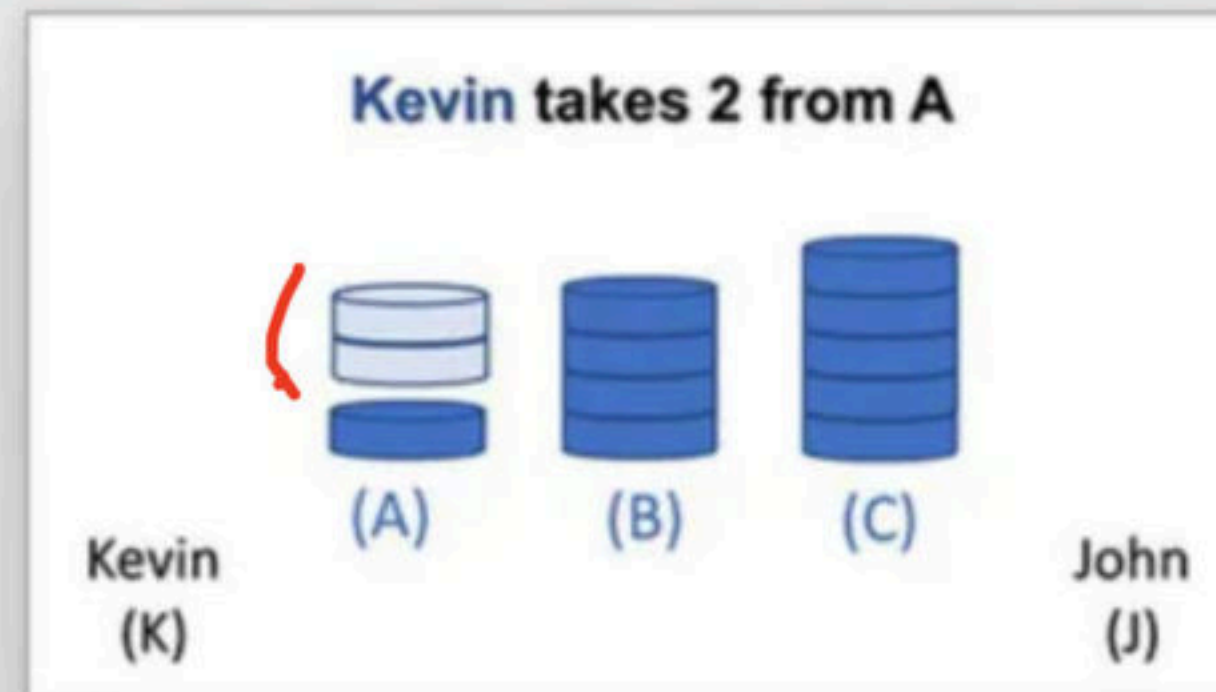 Kevin takes 2 from A
(A) (B) (C)
Kevin
(K)
John
(J)